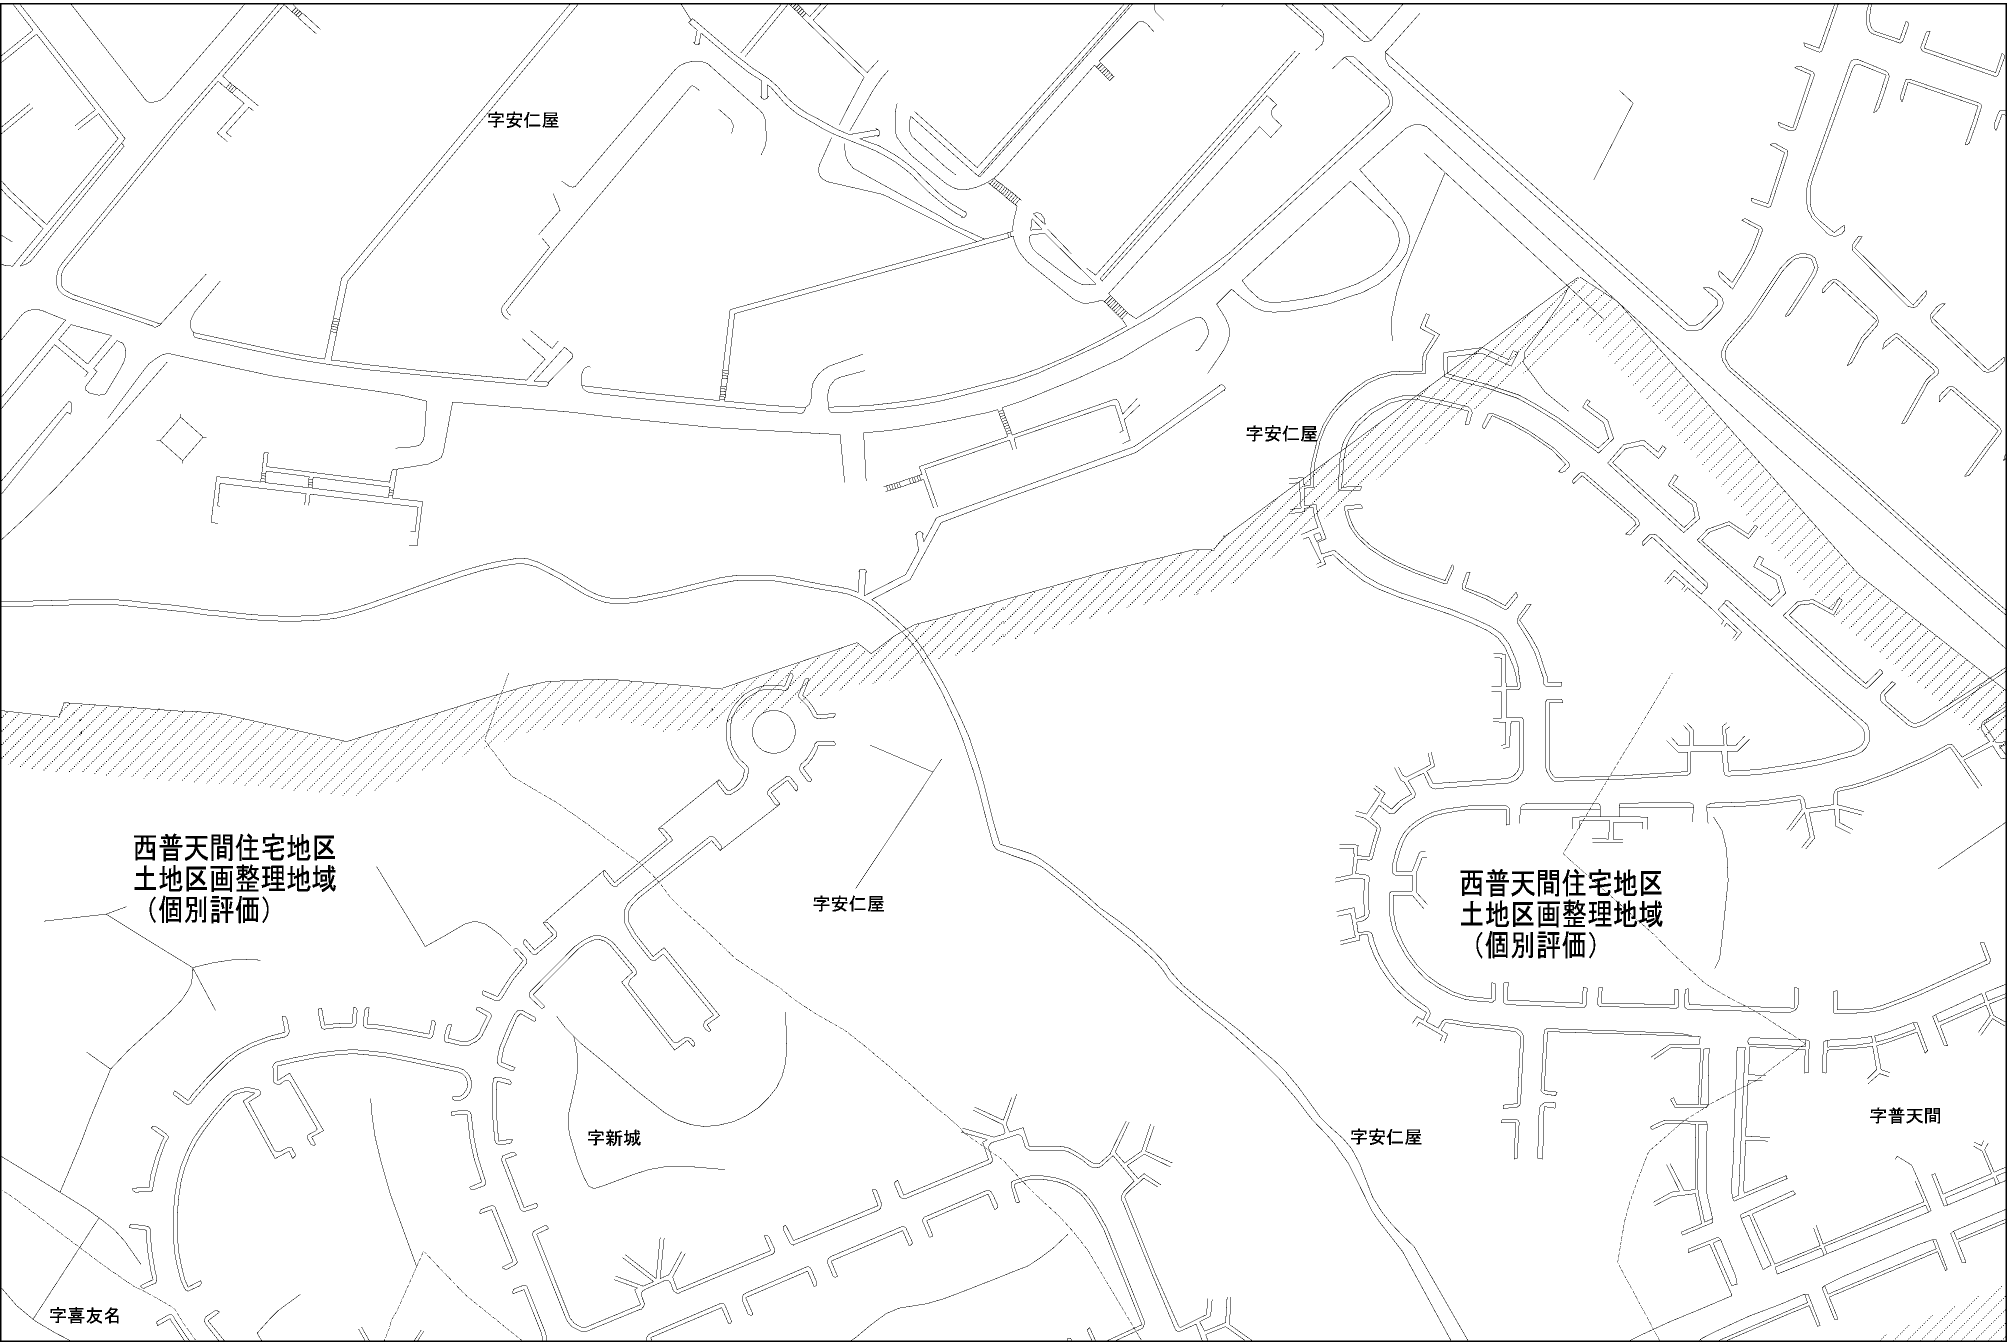 字安仁屋
字安仁屋
西普天間住宅地区
土地区画整理地域
（個別評価）
西普天間住宅地区
土地区画整理地域
（個別評価）
字安仁屋
字新城
字安仁屋
字普天間
字喜友名